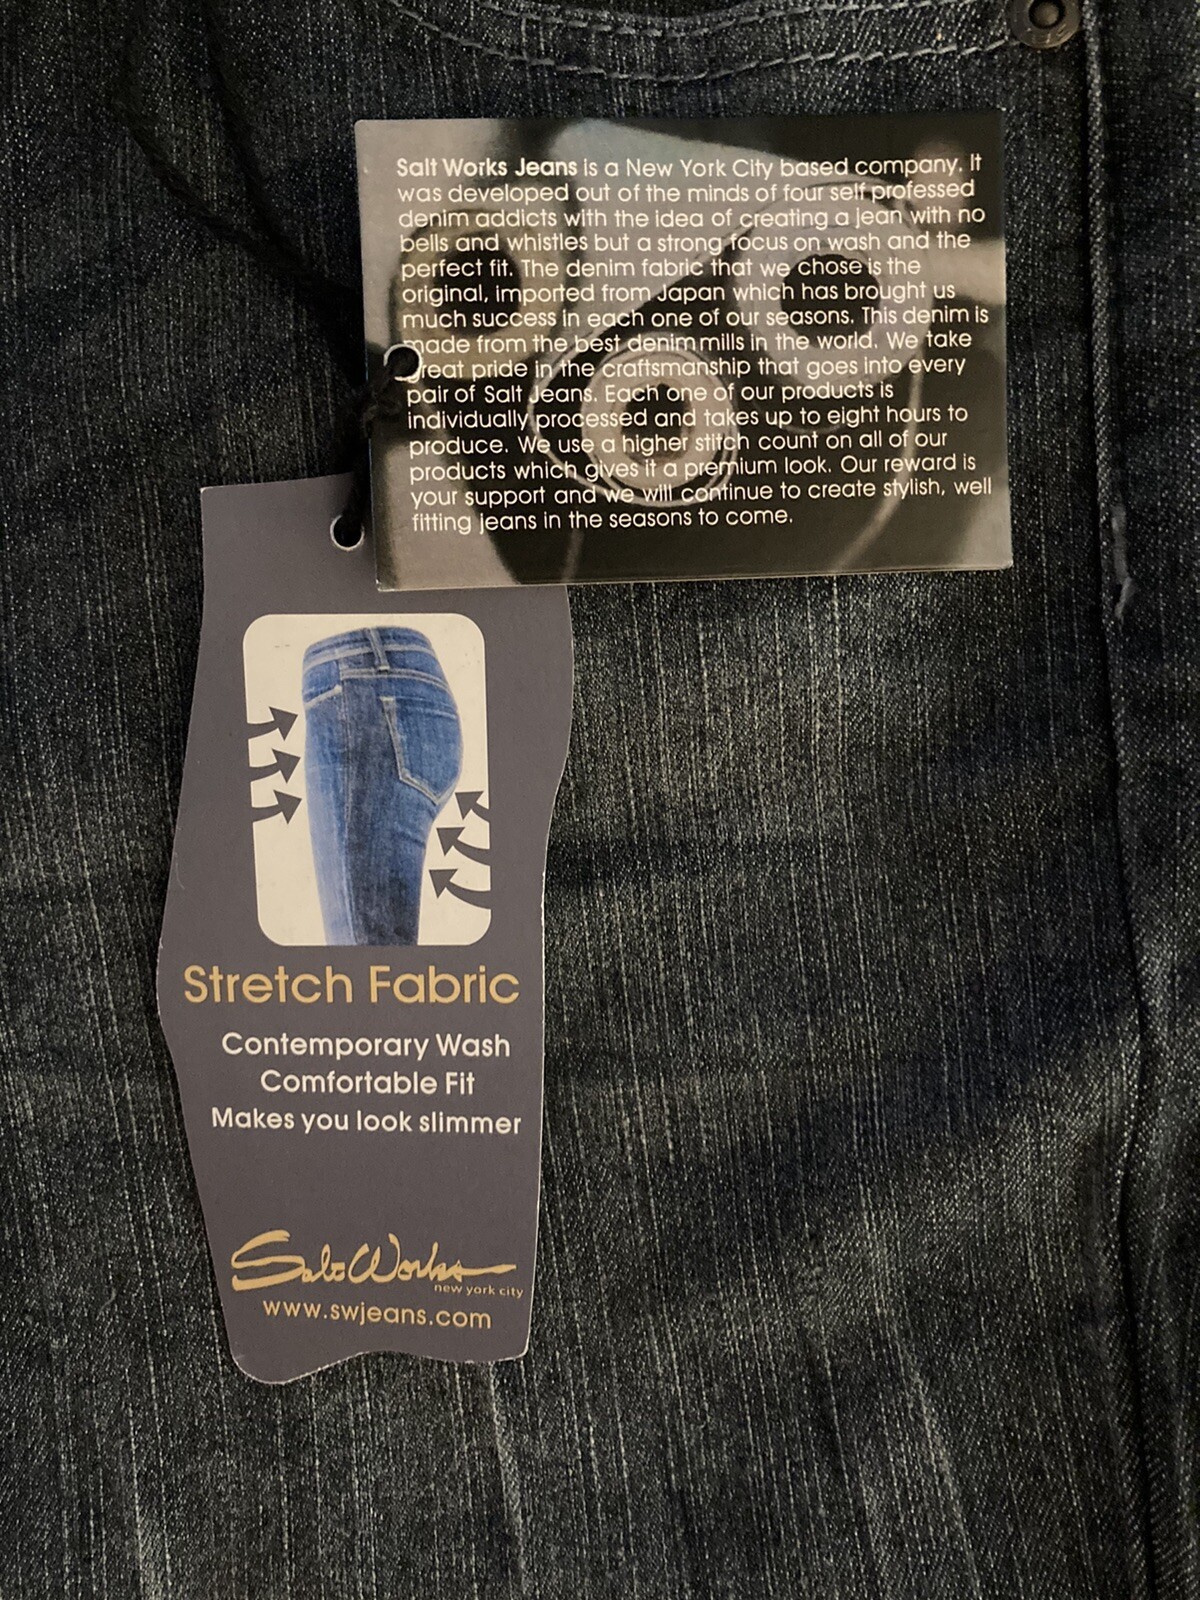 Salt Works Jeans is a New York City based company. It
was developed out of the minds of four self professed
denim addicts with the idea of creating a jean with no
bells and whistles but a strong focus on wash and the
perfect fit. The denim fabric that we chose is the
original, imported from Japan which has brought us
much success in each one of our seasons. This denim is
made from the best denim mills in the world. We take
great pride in the craftsmanship that goes into every
pair of Salt Jeans. Each one of our products is
individually processed and takes up to eight hours to
produce. We use a higher stitch count on all of our
products which gives it a premium look. Our reward is
your support and we will continue to create stylish, well
fitting jeans in the seasons to come.
Stretch Fabric
Contemporary Wash
Comfortable Fit
Makes you look slimmer
Salt Works
new york city
www.swjeans.com